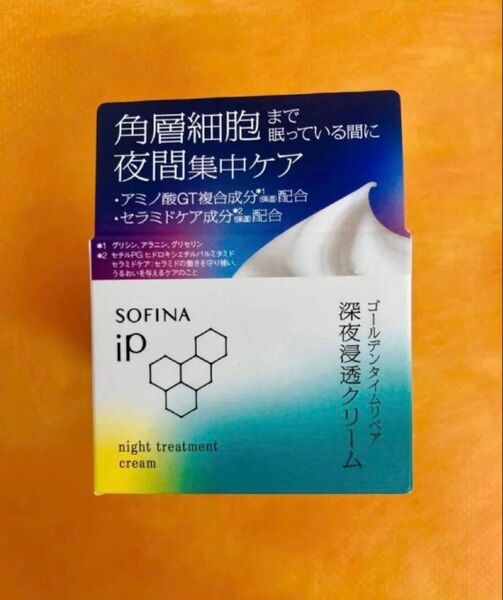 角層細胞まで
眠っている間に
夜間集中ケア
・アミノ酸GT複合成分*1(保湿)配合
・セラミドケア成分*2(保湿)配合
*1 グリシン、アラニン、グリセリン
*2 セチルPG ヒドロキシエチルパルミタミド
セラミドケア：セラミドの働きを守り補い、
うるおいを与えるケアのこと
SOFINA
iP
night treatment
cream
ゴールデンタイムリペア
深夜浸透クリーム